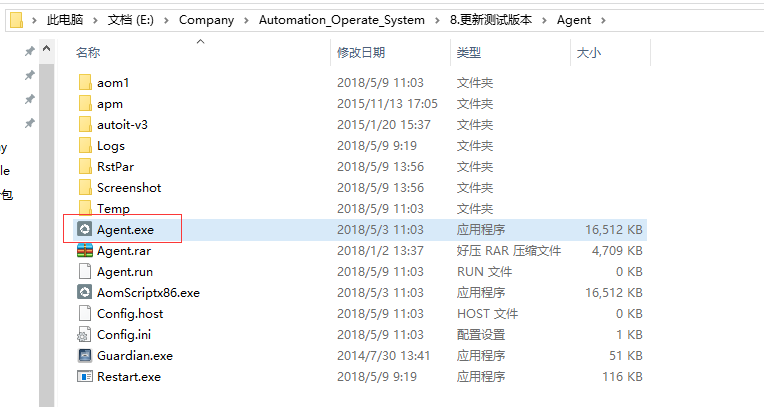 此电脑 > 文档 (E:) > Company > Automation_Operate_System > 8.更新测试版本 > Agent >
名称 修改日期 类型 大小
aom1 2018/5/9 11:03 文件夹
apm 2015/11/13 17:05 文件夹
autoit-v3 2015/1/20 15:37 文件夹
Logs 2018/5/9 9:19 文件夹
RstPar 2018/5/9 13:56 文件夹
Screenshot 2018/5/9 13:56 文件夹
Temp 2018/5/9 11:03 文件夹
Agent.exe 2018/5/3 11:03 应用程序 16,512 KB
Agent.rar 2018/1/2 13:37 好压 RAR 压缩文件 4,709 KB
Agent.run 2018/5/9 11:03 RUN 文件 0 KB
AomScriptx86.exe 2018/5/3 11:03 应用程序 16,512 KB
Config.host 2018/5/9 11:03 HOST 文件 0 KB
Config.ini 2018/5/9 11:03 配置设置 1 KB
Guardian.exe 2014/7/30 13:41 应用程序 51 KB
Restart.exe 2018/5/9 9:19 应用程序 116 KB